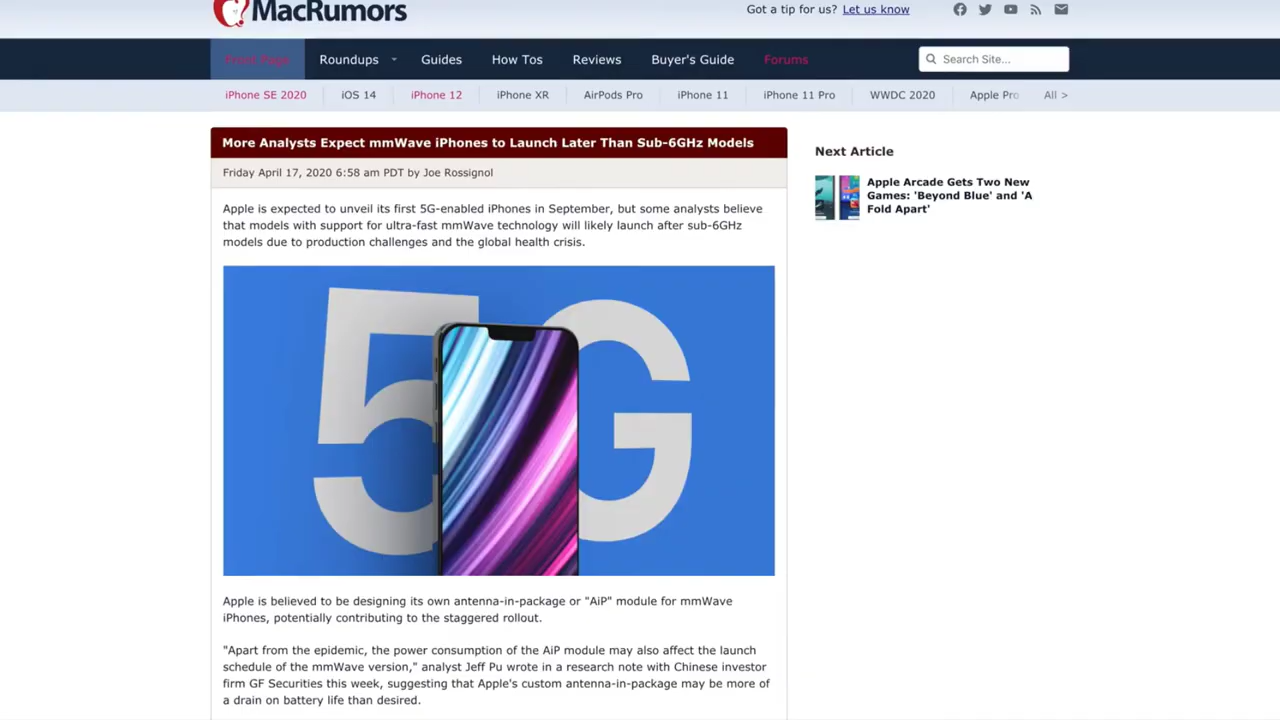 MacRumors
Got a tip for us? Let us know
Front Page
Roundups
Guides
How Tos
Reviews
Buyer's Guide
Forums
Search Site...
iPhone SE 2020
iOS 14
iPhone 12
iPhone XR
AirPods Pro
iPhone 11
iPhone 11 Pro
WWDC 2020
Apple Pro
All >
More Analysts Expect mmWave iPhones to Launch Later Than Sub-6GHz Models
Friday April 17, 2020 6:58 am PDT by Joe Rossignol
Apple is expected to unveil its first 5G-enabled iPhones in September, but some analysts believe
that models with support for ultra-fast mmWave technology will likely launch after sub-6GHz
models due to production challenges and the global health crisis.
5G
Apple is believed to be designing its own antenna-in-package or "AiP" module for mmWave
iPhones, potentially contributing to the staggered rollout.
"Apart from the epidemic, the power consumption of the AiP module may also affect the launch
schedule of the mmWave version," analyst Jeff Pu wrote in a research note with Chinese investor
firm GF Securities this week, suggesting that Apple's custom antenna-in-package may be more of
a drain on battery life than desired.
Next Article
Apple Arcade Gets Two New
Games: 'Beyond Blue' and 'A
Fold Apart'